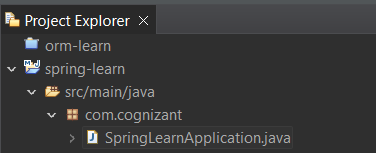 Project Explorer
orm-learn
spring-learn
src/main/java
com.cognizant
SpringLearnApplication.java